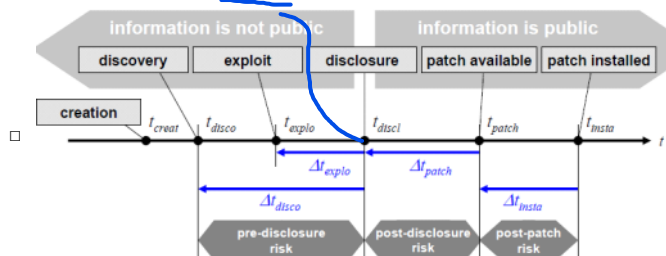 information is not public information is public
discovery exploit disclosure patch available patch installed
creation
t_creat t_disco t_explo t_discl t_patch t_insta
t
Δt_explo Δt_patch
Δt_disco Δt_insta
pre-disclosure risk
post-disclosure risk
post-patch risk